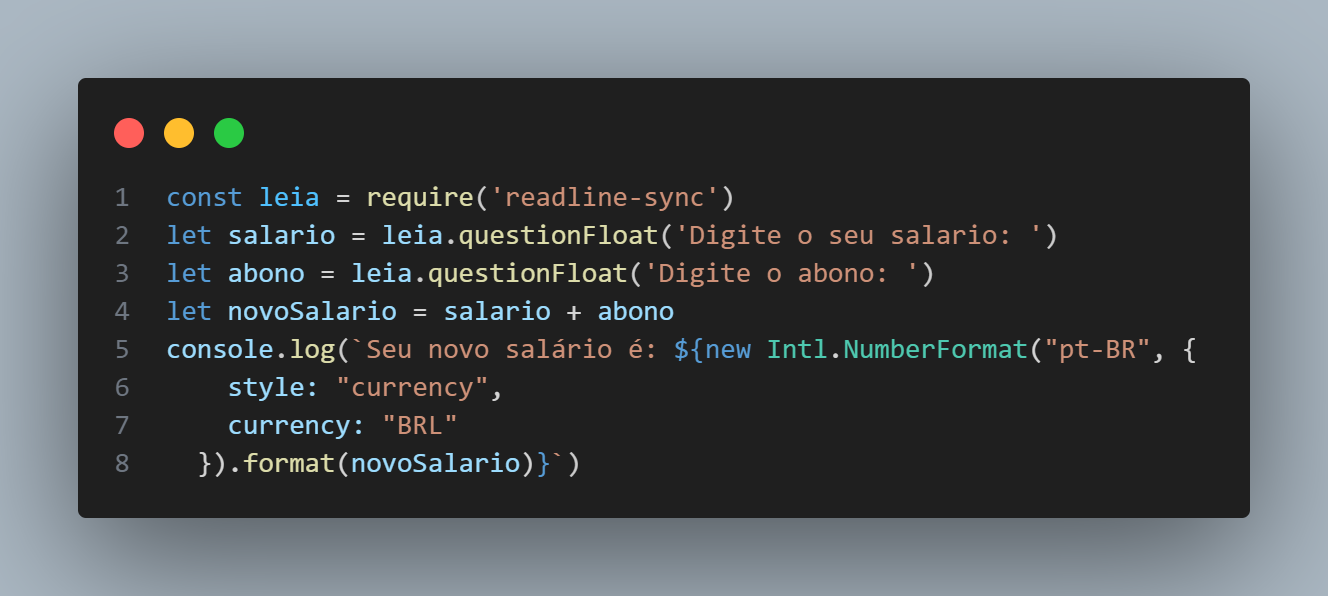 1 const leia = require('readline-sync')
2 let salario = leia.questionFloat('Digite o seu salario: ')
3 let abono = leia.questionFloat('Digite o abono: ')
4 let novoSalario = salario + abono
5 console.log(`Seu novo salário é: ${new Intl.NumberFormat("pt-BR", {
6     style: "currency",
7     currency: "BRL"
8   }).format(novoSalario)}`)